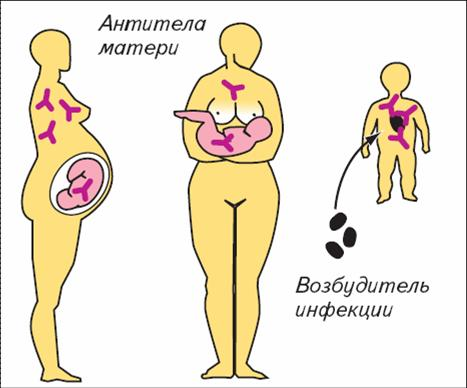 Антитела
матери
Возбудитель
инфекции